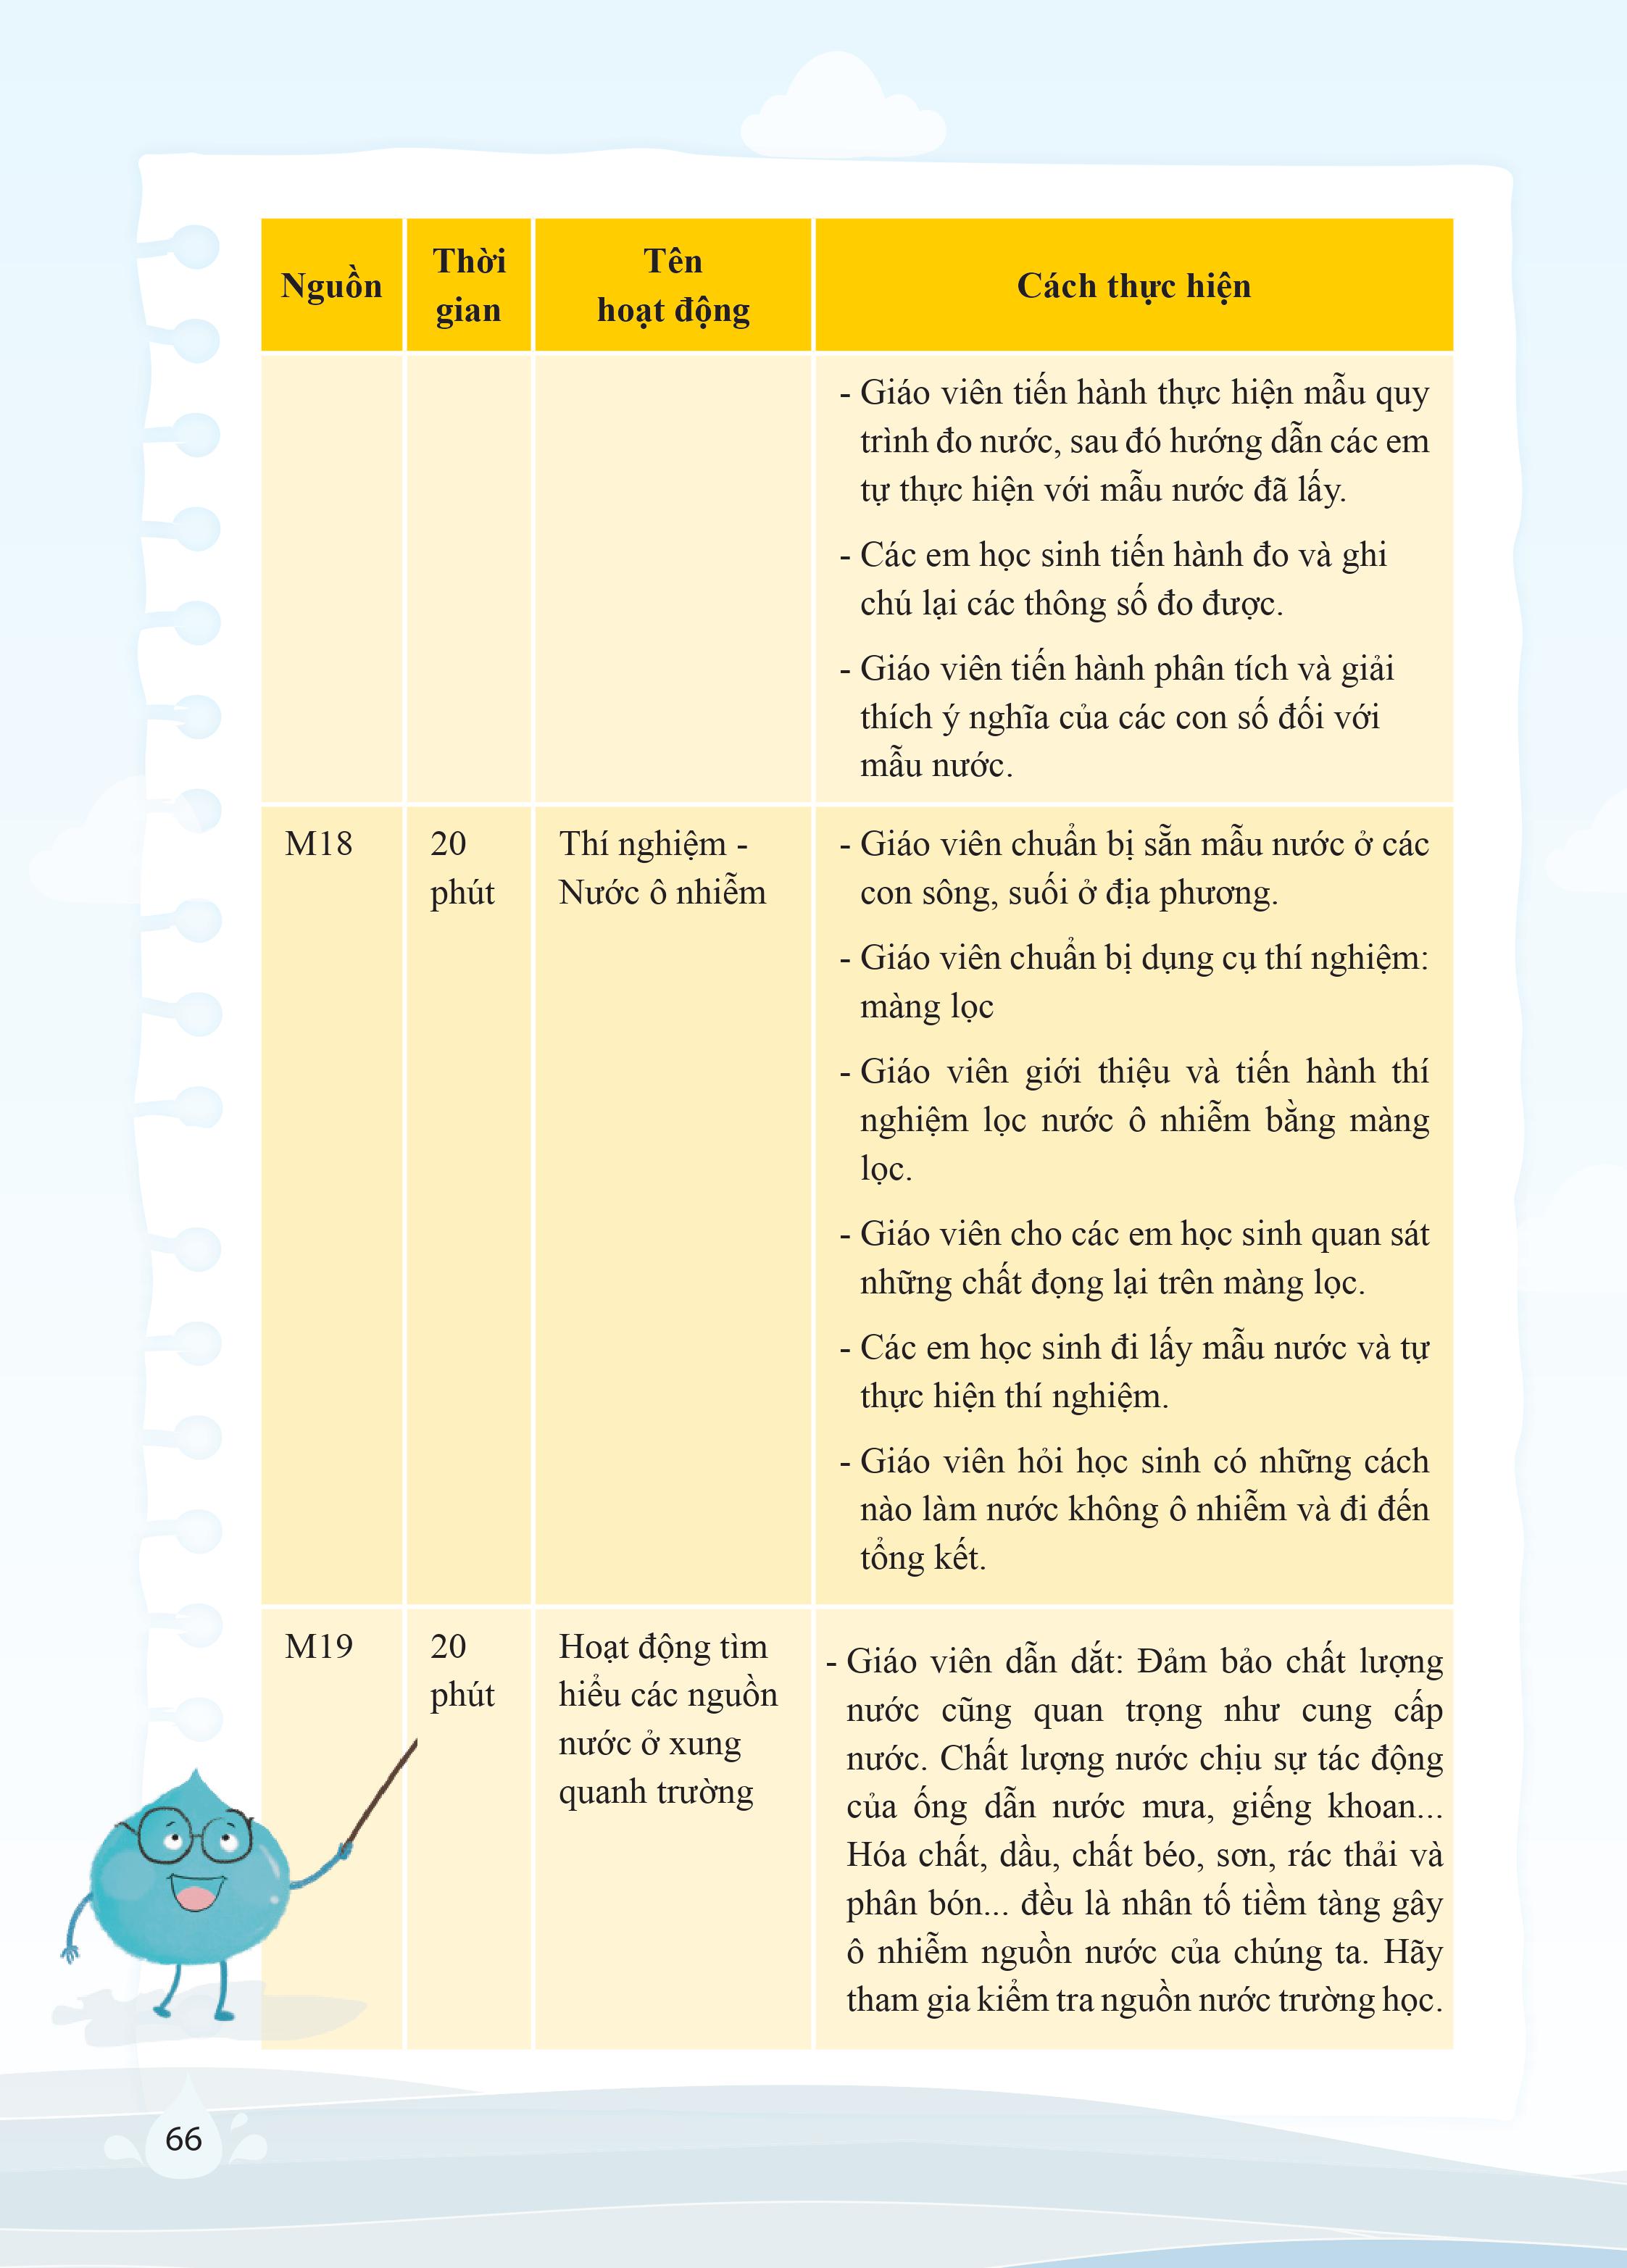 Nguồn
Thời
gian
Tên
hoạt động
Cách thực hiện
- Giáo viên tiến hành thực hiện mẫu quy
trình đo nước, sau đó hướng dẫn các em
tự thực hiện với mẫu nước đã lấy.
- Các em học sinh tiến hành đo và ghi
chú lại các thông số đo được.
- Giáo viên tiến hành phân tích và giải
thích ý nghĩa của các con số đối với
mẫu nước.
M18
20
phút
Thí nghiệm -
Nước ô nhiễm
- Giáo viên chuẩn bị sẵn mẫu nước ở các
con sông, suối ở địa phương.
- Giáo viên chuẩn bị dụng cụ thí nghiệm:
màng lọc
- Giáo viên giới thiệu và tiến hành thí
nghiệm lọc nước ô nhiễm bằng màng
lọc.
- Giáo viên cho các em học sinh quan sát
những chất đọng lại trên màng lọc.
- Các em học sinh đi lấy mẫu nước và tự
thực hiện thí nghiệm.
- Giáo viên hỏi học sinh có những cách
nào làm nước không ô nhiễm và đi đến
tổng kết.
M19
20
phút
Hoạt động tìm
hiểu các nguồn
nước ở xung
quanh trường
- Giáo viên dẫn dắt: Đảm bảo chất lượng
nước cũng quan trọng như cung cấp
nước. Chất lượng nước chịu sự tác động
của ống dẫn nước mưa, giếng khoan...
Hóa chất, dầu, chất béo, sơn, rác thải và
phân bón... đều là nhân tố tiềm tàng gây
ô nhiễm nguồn nước của chúng ta. Hãy
tham gia kiểm tra nguồn nước trường học.
66